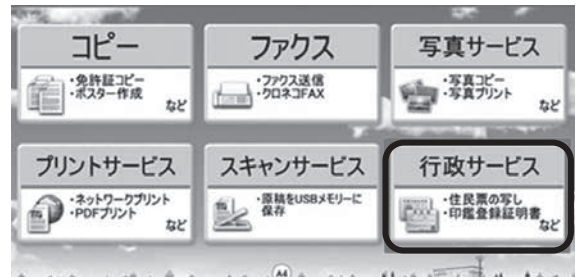 コピー
・免許証コピー
・ポスター作成
など
ファクス
・ファクス送信
・クロネコFAX
写真サービス
・写真コピー
・写真プリント
など
プリントサービス
・ネットワークプリント
・PDFプリント
など
スキャンサービス
・原稿をUSBメモリーに
保存
行政サービス
・住民票の写し
・印鑑登録証明書
など
A4